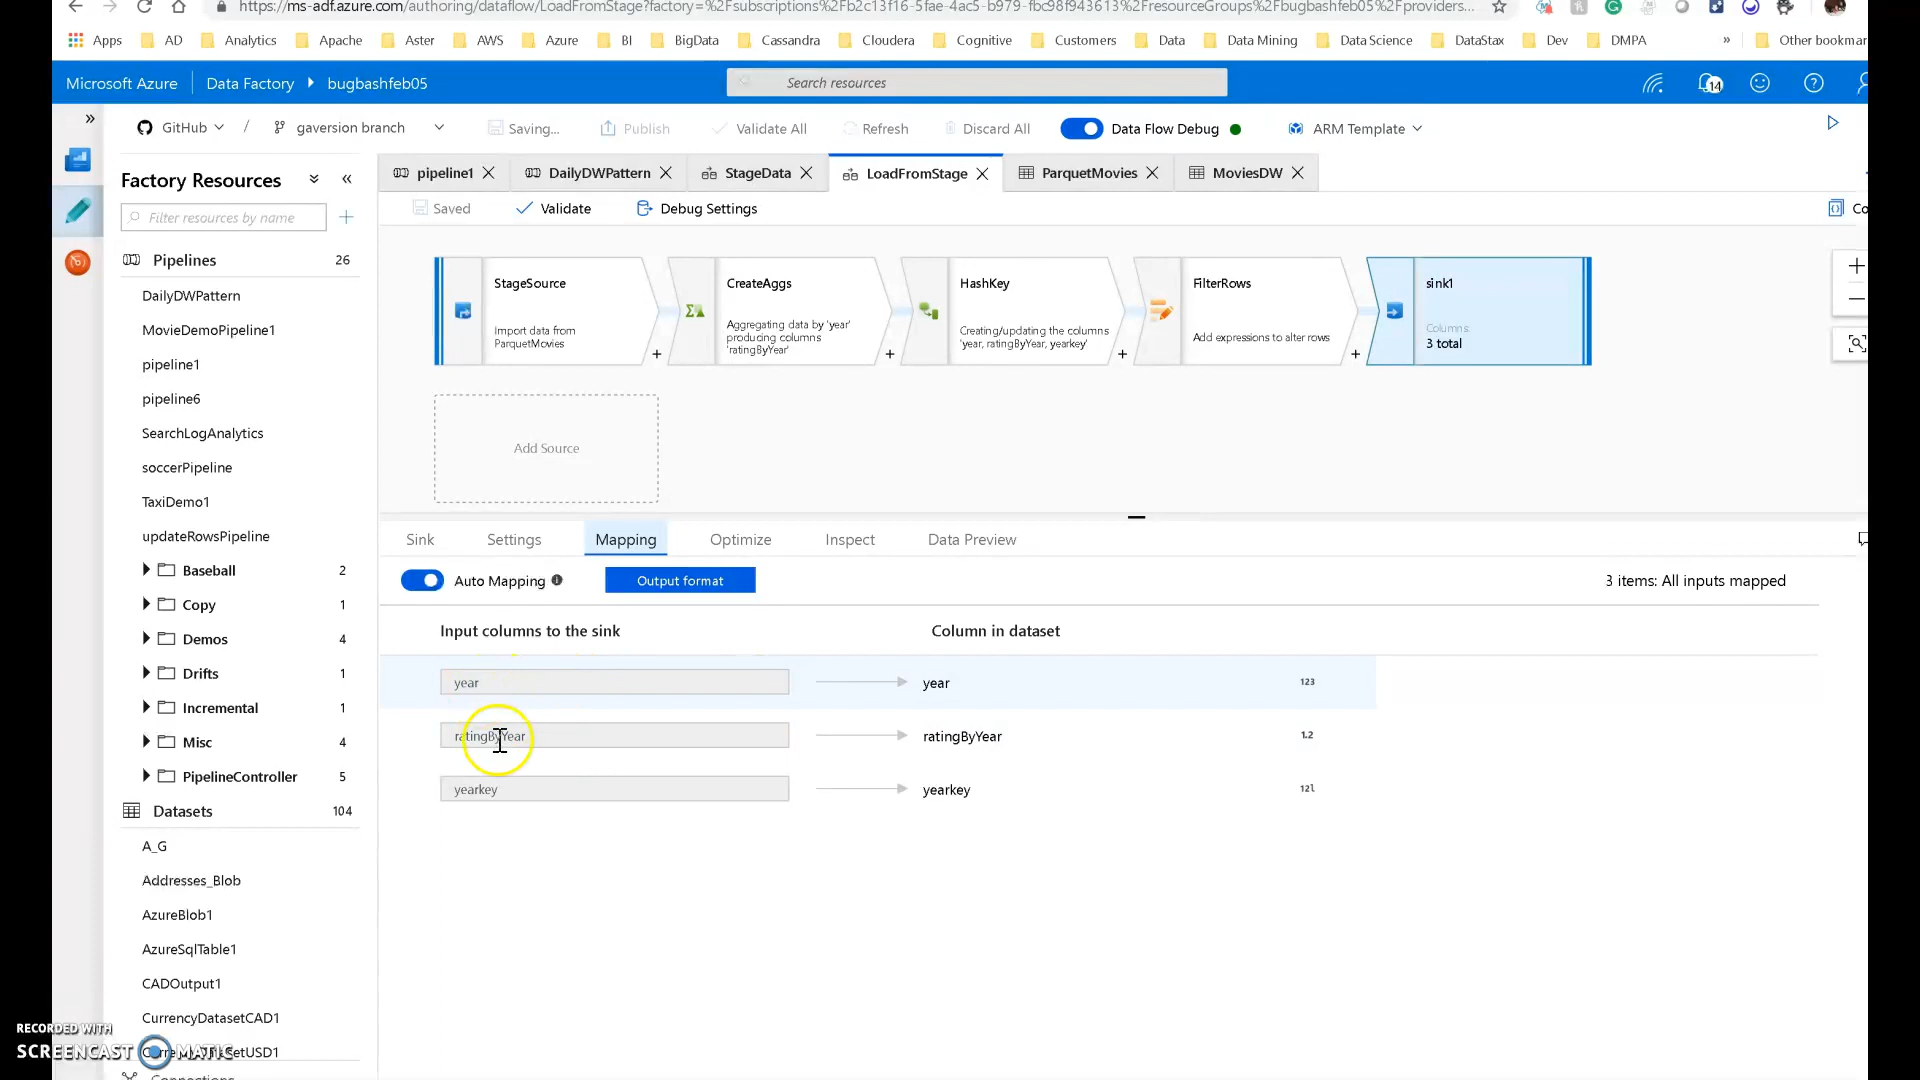 https://ms-adf.azure.com/authoring/dataflow/LoadFromStage?factory=%2Fsubscriptions%2Fb2c13f16-5fae-4ac5-b979-fbc98f943613%2FresourceGroups%2Fbugbashfeb05%2Fproviders...
Apps AD Analytics Apache Aster AWS Azure BI BigData Cassandra Cloudera Cognitive Customers Data Data Mining Data Science DataStax Dev DMPA » Other bookmar
Microsoft Azure Data Factory bugbashfeb05 Search resources 14
» GitHub / gaversion branch Saving... Publish Validate All Refresh Discard All Data Flow Debug ARM Template
Factory Resources
Filter resources by name
Pipelines 26
DailyDWPattern
MovieDemoPipeline1
pipeline1
pipeline6
SearchLogAnalytics
soccerPipeline
TaxiDemo1
updateRowsPipeline
Baseball 2
Copy 1
Demos 4
Drifts 1
Incremental 1
Misc 4
PipelineController 5
Datasets 104
A_G
Addresses_Blob
AzureBlob1
AzureSqlTable1
CADOutput1
CurrencyDatasetCAD1
pipeline1 DailyDWPattern StageData LoadFromStage ParquetMovies MoviesDW
Saved Validate Debug Settings Co
StageSource
Import data from
ParquetMovies
+
CreateAggs
Aggregating data by 'year'
producing columns
'ratingByYear'
+
HashKey
Creating/updating the columns
'year, ratingByYear, yearkey'
+
FilterRows
Add expressions to alter rows
+
sink1
Columns:
3 total
Add Source
Sink Settings Mapping Optimize Inspect Data Preview
Auto Mapping Output format 3 items: All inputs mapped
Input columns to the sink Column in dataset
year year 123
ratingByYear ratingByYear 1.2
yearkey yearkey 12l
RECORDED WITH
SCREENCAST MATIC